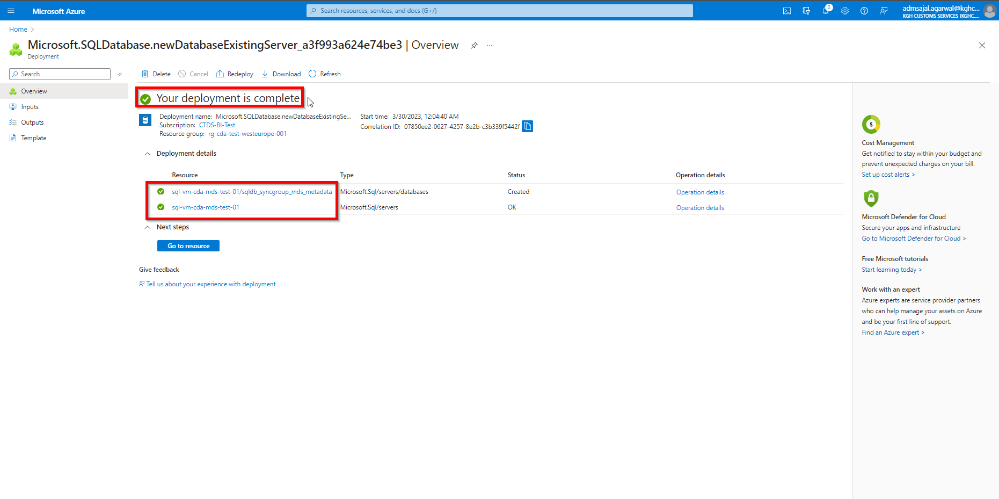 Microsoft Azure
Search resources, services, and docs (G+/)
2
admsajal.agarwal@kghc...
KGH CUSTOMS SERVICES (KGHC....
Home >
Microsoft.SQLDatabase.newDatabaseExistingServer_a3f993a624e74be3 | Overview
...
Deployment
Search
«
Delete
Cancel
Redeploy
Download
Refresh
Overview
Inputs
Outputs
Template
Your deployment is complete
SQL
Deployment name: Microsoft.SQLDatabase.newDatabaseExistingSe...
Subscription: CTDS-BI-Test
Resource group: rg-cda-test-westeurope-001
Start time: 3/30/2023, 12:04:40 AM
Correlation ID: 07850ee2-0627-4257-8e2b-c3b339f5442f
Deployment details
Resource Type Status Operation details
sql-vm-cda-mds-test-01/sqldb_syncgroup_mds_metadata Microsoft.Sql/servers/databases Created Operation details
sql-vm-cda-mds-test-01 Microsoft.Sql/servers OK Operation details
Next steps
Go to resource
Give feedback
Tell us about your experience with deployment
$
Cost Management
Get notified to stay within your budget and
prevent unexpected charges on your bill.
Set up cost alerts >
Microsoft Defender for Cloud
Secure your apps and infrastructure
Go to Microsoft Defender for Cloud >
Free Microsoft tutorials
Start learning today >
Work with an expert
Azure experts are service provider partners
who can help manage your assets on Azure
and be your first line of support.
Find an Azure expert >